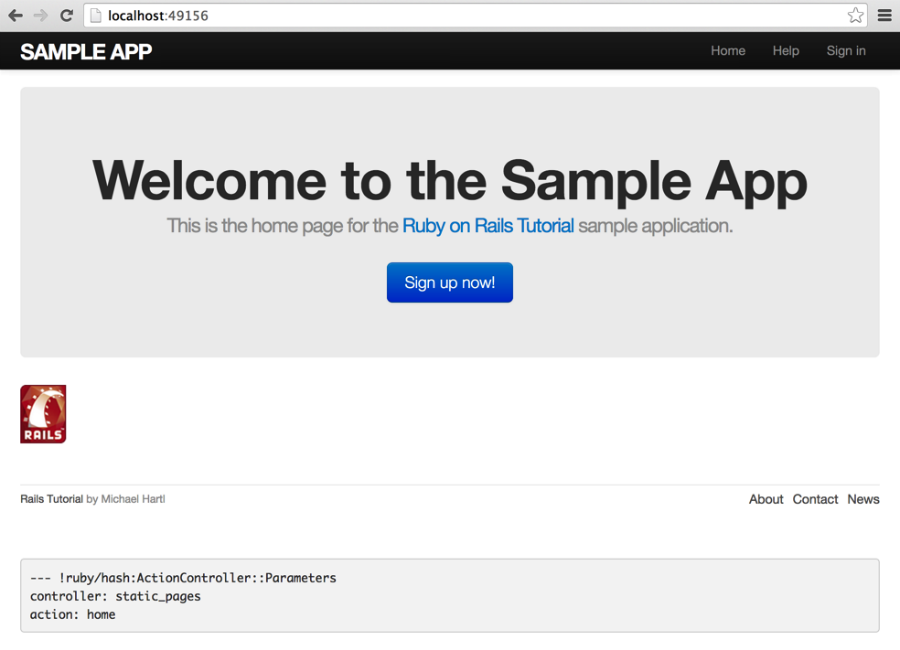 localhost:49156
SAMPLE APP
Home Help Sign in
Welcome to the Sample App
This is the home page for the Ruby on Rails Tutorial sample application.
Sign up now!
RAILS
Rails Tutorial by Michael Hartl
About Contact News
--- !ruby/hash:ActionController::Parameters
controller: static_pages
action: home